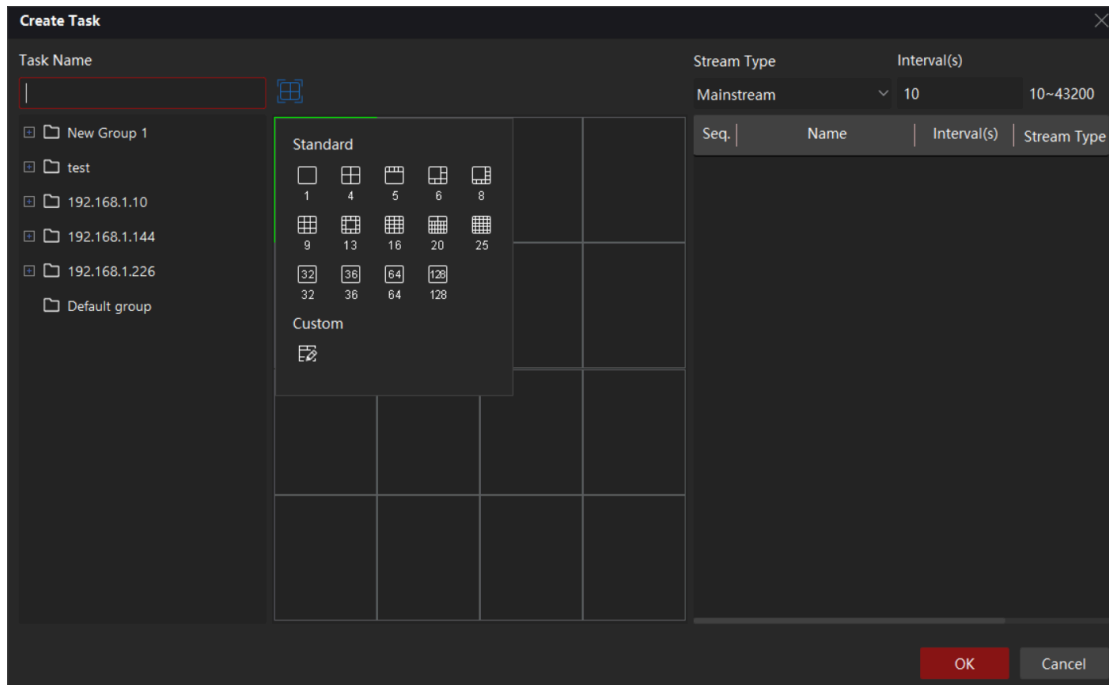 Create Task
Task Name
Stream Type
Interval(s)
Mainstream
10
10~43200
New Group 1
test
192.168.1.10
192.168.1.144
192.168.1.226
Default group
Standard
1 4 5 6 8
9 13 16 20 25
32 36 64 128
32 36 64 128
Custom
Seq. Name Interval(s) Stream Type
OK Cancel